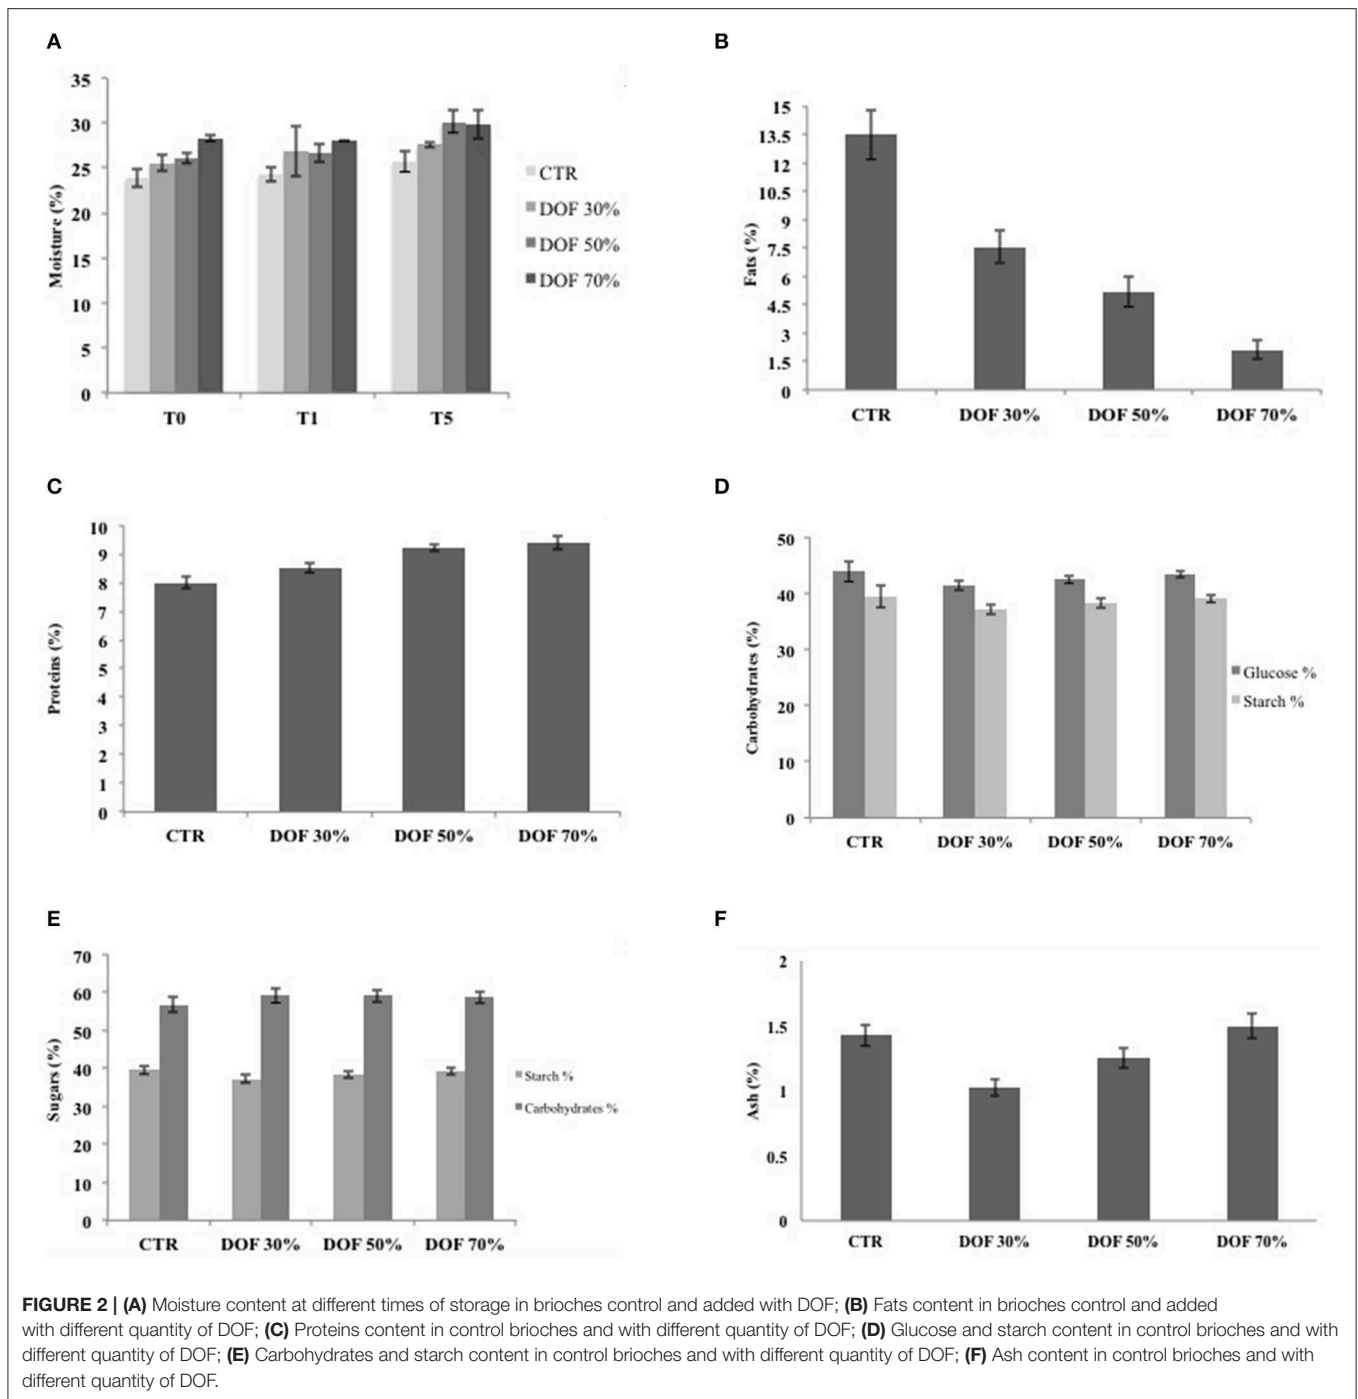 A
35
30
25
20
15
10
5
0
Moisture (%)
T0 T1 T5
CTR
DOF 30%
DOF 50%
DOF 70%
B
15
13.5
12
10.5
9
7.5
6
4.5
3
1.5
0
Fats (%)
CTR DOF 30% DOF 50% DOF 70%
C
10
9
8
7
6
5
4
3
2
1
0
Proteins (%)
CTR DOF 30% DOF 50% DOF 70%
D
50
40
30
20
10
0
Carbohydrates (%)
CTR DOF 30% DOF 50% DOF 70%
Glucose %
Starch %
E
70
60
50
40
30
20
10
0
Sugars (%)
CTR DOF 30% DOF 50% DOF 70%
Starch %
Carbohydrates %
F
2
1.5
1
0.5
0
Ash (%)
CTR DOF 30% DOF 50% DOF 70%
FIGURE 2 | (A) Moisture content at different times of storage in brioches control and added with DOF; (B) Fats content in brioches control and added
with different quantity of DOF; (C) Proteins content in control brioches and with different quantity of DOF; (D) Glucose and starch content in control brioches and with
different quantity of DOF; (E) Carbohydrates and starch content in control brioches and with different quantity of DOF; (F) Ash content in control brioches and with
different quantity of DOF.